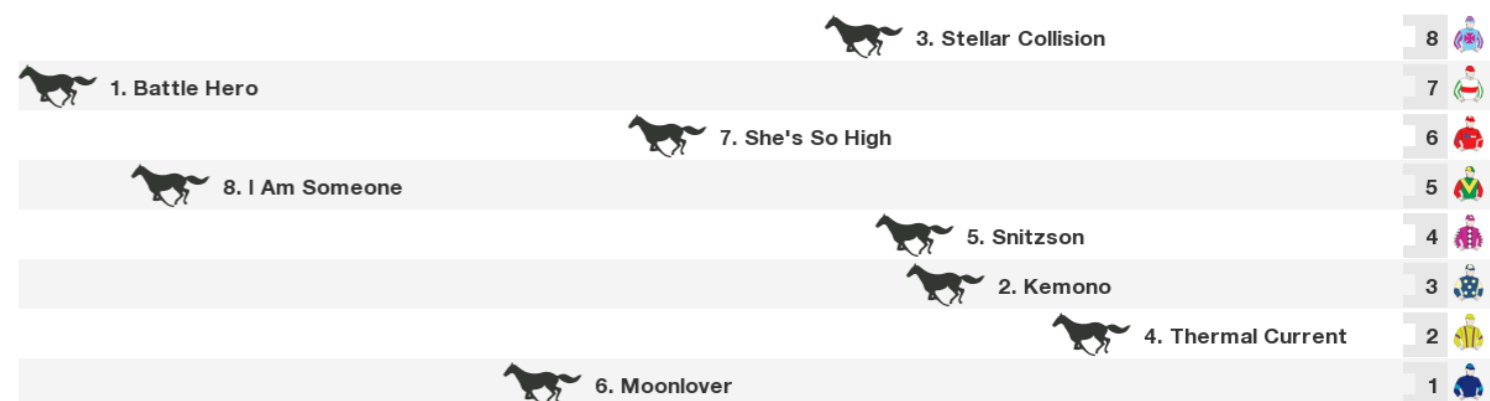 3. Stellar Collision 8
1. Battle Hero 7
7. She's So High 6
8. I Am Someone 5
5. Snitzson 4
2. Kemono 3
4. Thermal Current 2
6. Moonlover 1